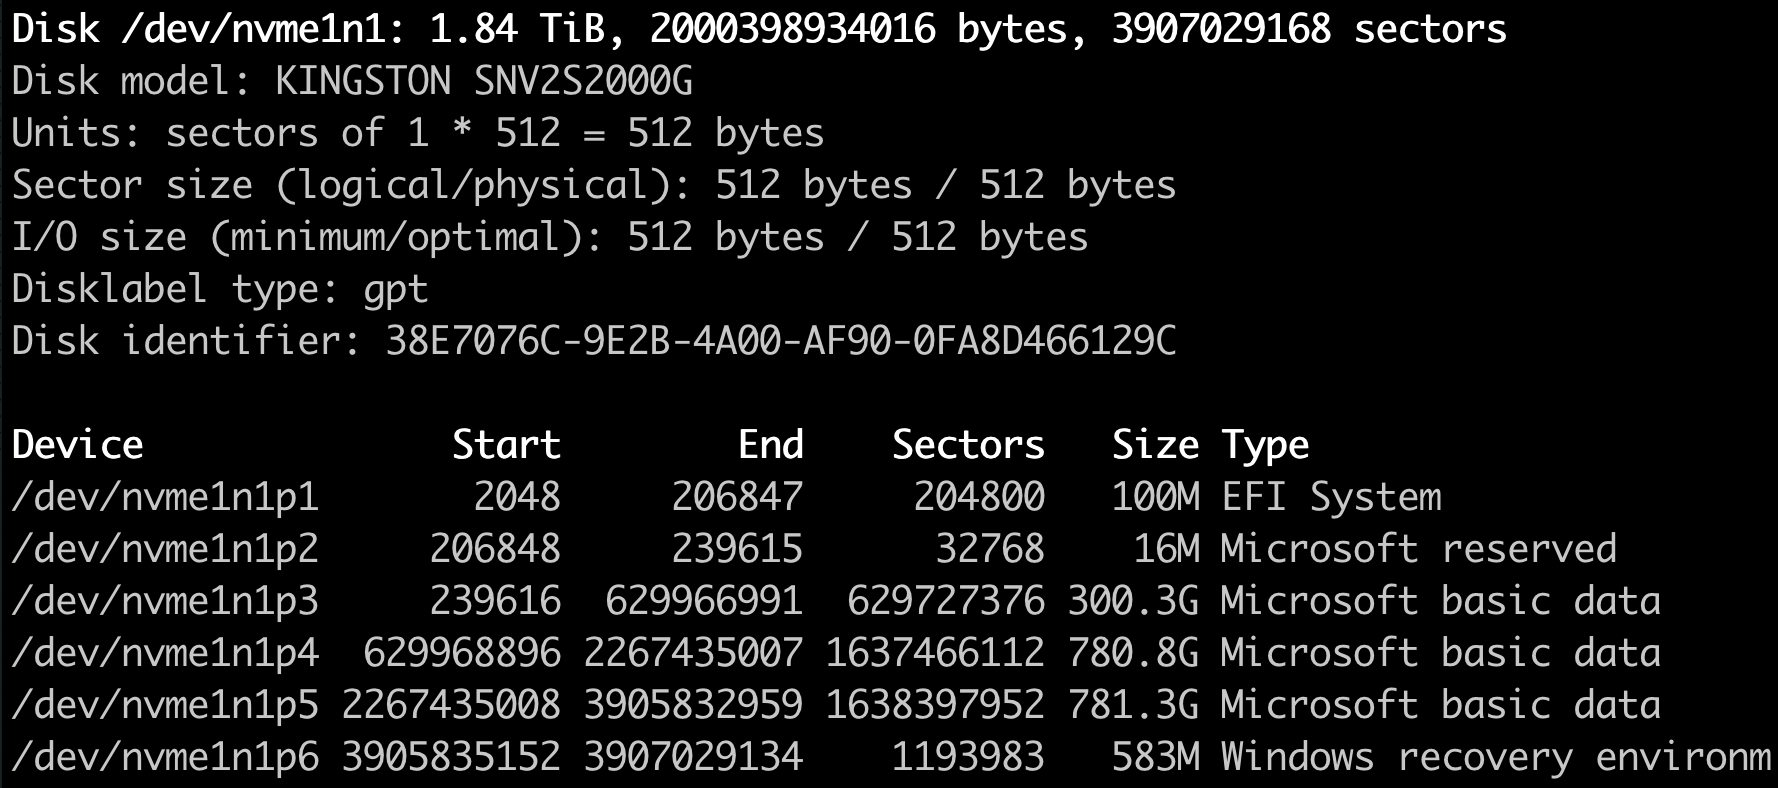 Disk /dev/nvme1n1: 1.84 TiB, 2000398934016 bytes, 3907029168 sectors
Disk model: KINGSTON SNV2S2000G
Units: sectors of 1 * 512 = 512 bytes
Sector size (logical/physical): 512 bytes / 512 bytes
I/O size (minimum/optimal): 512 bytes / 512 bytes
Disklabel type: gpt
Disk identifier: 38E7076C-9E2B-4A00-AF90-0FA8D466129C
Device Start End Sectors Size Type
/dev/nvme1n1p1 2048 206847 204800 100M EFI System
/dev/nvme1n1p2 206848 239615 32768 16M Microsoft reserved
/dev/nvme1n1p3 239616 629966991 629727376 300.3G Microsoft basic data
/dev/nvme1n1p4 629968896 2267435007 1637466112 780.8G Microsoft basic data
/dev/nvme1n1p5 2267435008 3905832959 1638397952 781.3G Microsoft basic data
/dev/nvme1n1p6 3905835152 3907029134 1193983 583M Windows recovery environm